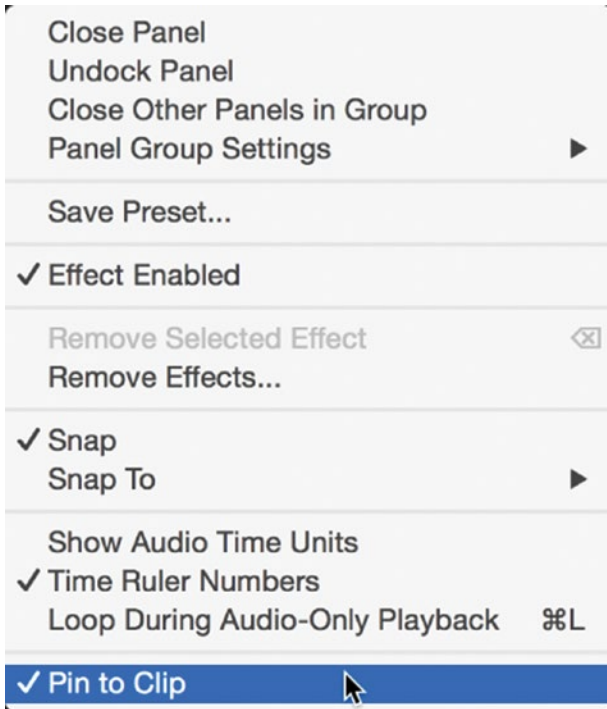 Close Panel
Undock Panel
Close Other Panels in Group
Panel Group Settings
Save Preset...
✓ Effect Enabled
Remove Selected Effect
Remove Effects...
✓ Snap
Snap To
Show Audio Time Units
✓ Time Ruler Numbers
Loop During Audio-Only Playback ⌘L
✓ Pin to Clip